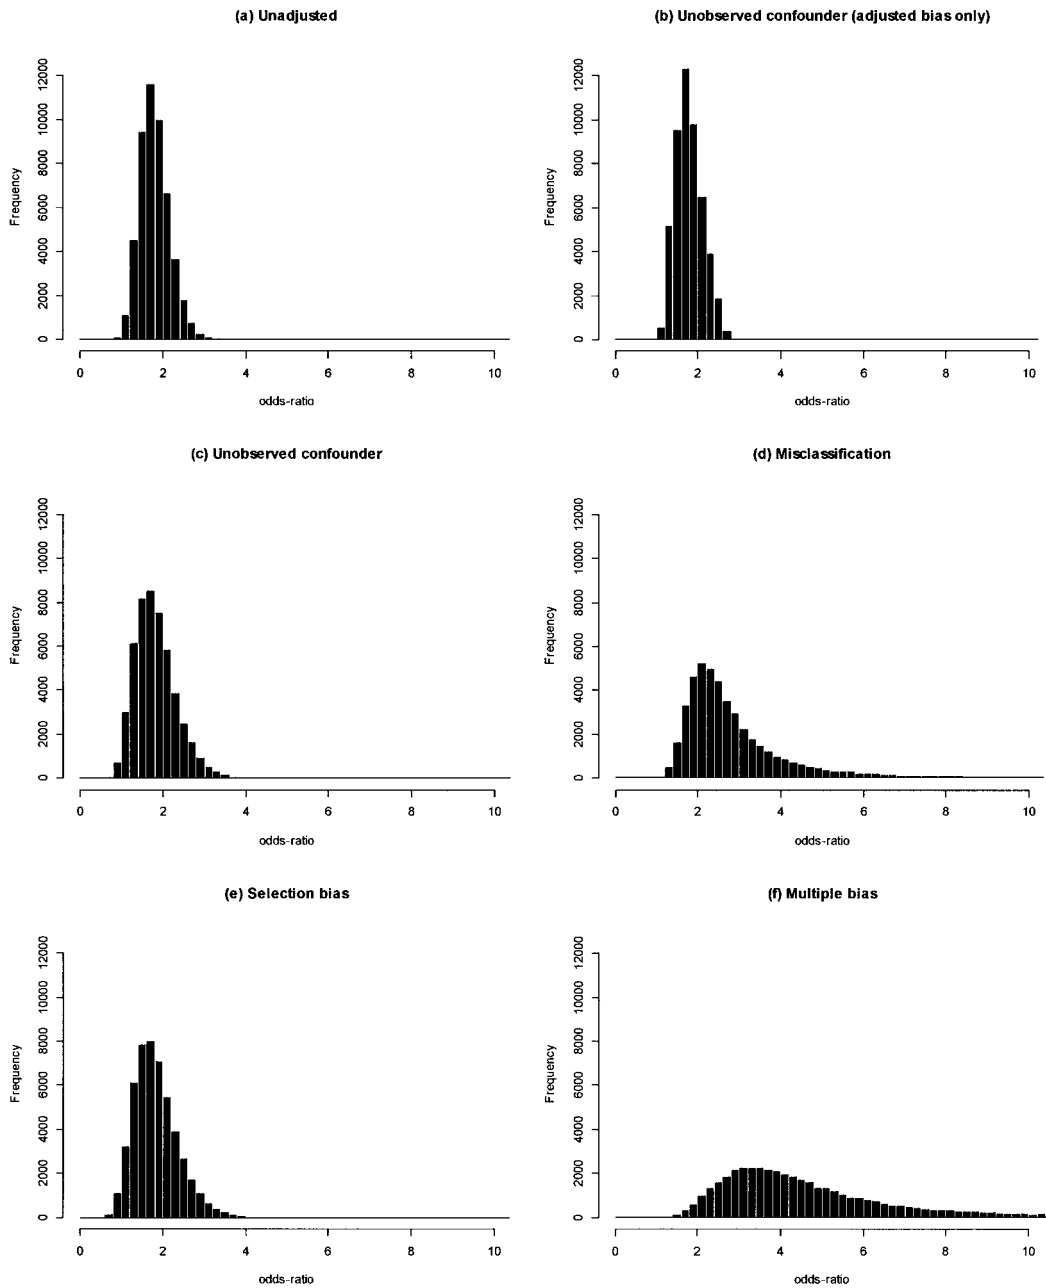 (a) Unadjusted
Frequency
0 2000 4000 6000 8000 10000 12000
0 2 4 6 8 10
odds-ratio
(b) Unobserved confounder (adjusted bias only)
Frequency
0 2000 4000 6000 8000 10000 12000
0 2 4 6 8 10
odds-ratio
(c) Unobserved confounder
Frequency
0 2000 4000 6000 8000 10000 12000
0 2 4 6 8 10
odds-ratio
(d) Misclassification
Frequency
0 2000 4000 6000 8000 10000 12000
0 2 4 6 8 10
odds-ratio
(e) Selection bias
Frequency
0 2000 4000 6000 8000 10000 12000
0 2 4 6 8 10
odds-ratio
(f) Multiple bias
Frequency
0 2000 4000 6000 8000 10000 12000
0 2 4 6 8 10
odds-ratio